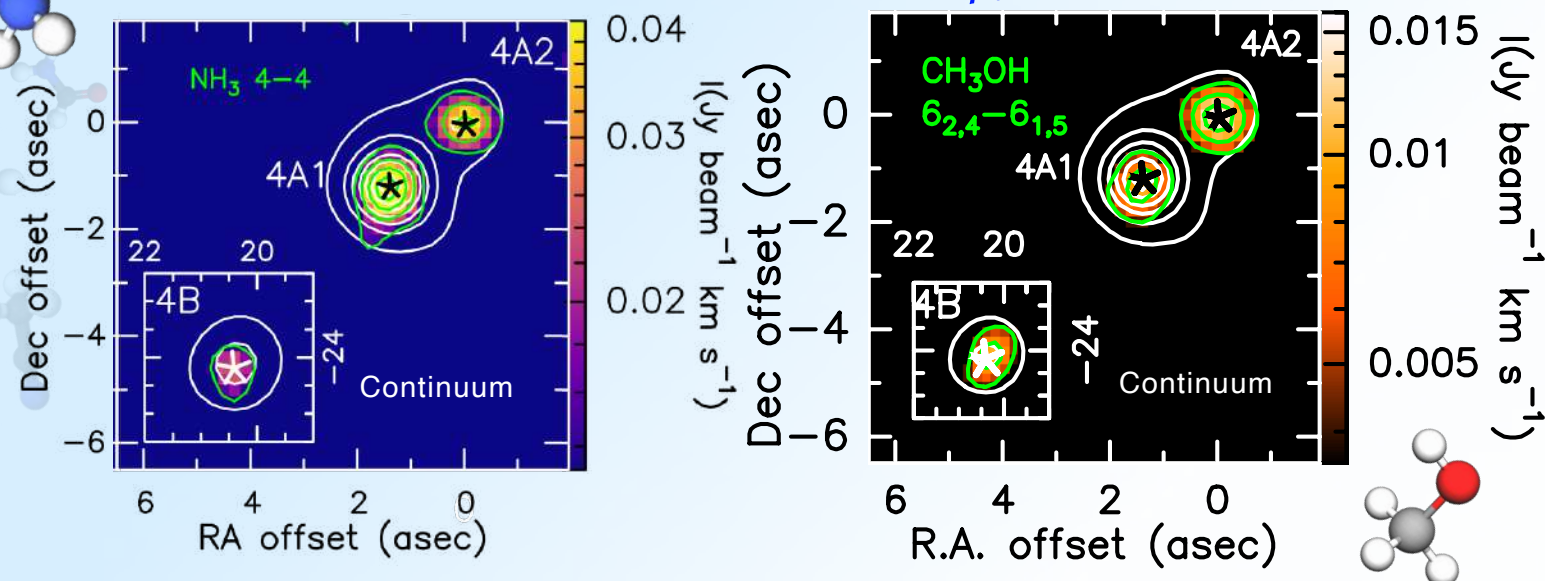 4A2
NH₃ 4−4
4A1
22 20
4B
−24
Continuum
0
−2
−4
−6
Dec offset (asec)
6 4 2 0
RA offset (asec)
0.04
0.03
0.02
I(Jy beam⁻¹ km s⁻¹)
4A2
CH₃OH
6₂,₄−6₁,₅
4A1
22 20
4B
−24
Continuum
0
−2
−4
−6
Dec offset (asec)
6 4 2 0
R.A. offset (asec)
0.015
0.01
0.005
I(Jy beam⁻¹ km s⁻¹)